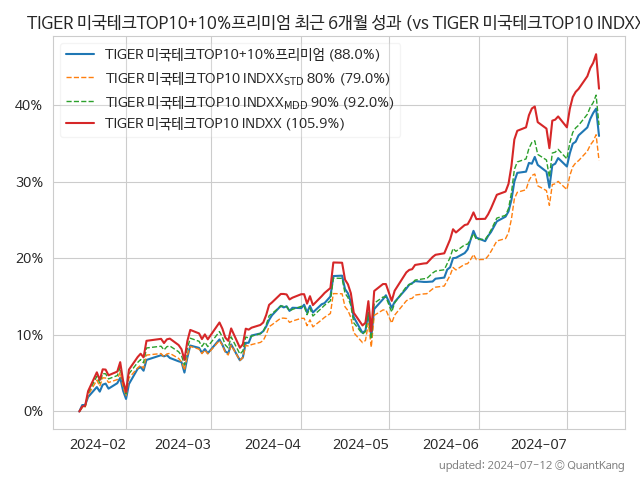 TIGER 미국테크TOP10+10%프리미엄 최근 6개월 성과 (vs TIGER 미국테크TOP10 INDXX
TIGER 미국테크TOP10+10%프리미엄 (88.0%)
TIGER 미국테크TOP10 INDXX_STD 80% (79.0%)
TIGER 미국테크TOP10 INDXX_MDD 90% (92.0%)
TIGER 미국테크TOP10 INDXX (105.9%)
40%
30%
20%
10%
0%
2024-02 2024-03 2024-04 2024-05 2024-06 2024-07
updated: 2024-07-12 © QuantKang